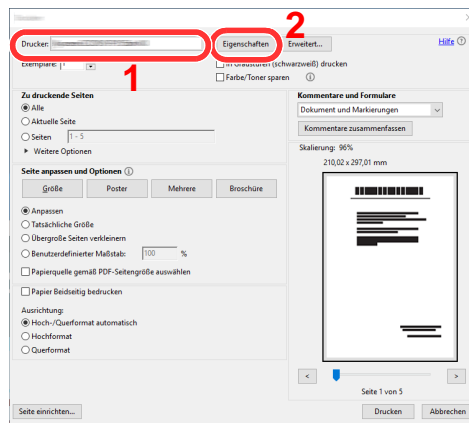 2
Drucker:
Eigenschaften
Erweitert...
Hilfe
1
Exemplare: 1
In Graustufen (schwarzweiß) drucken
Farbe/Toner sparen
Zu druckende Seiten
Alle
Aktuelle Seite
Seiten 1 - 5
Weitere Optionen
Kommentare und Formulare
Dokument und Markierungen
Kommentare zusammenfassen
Skalierung: 96%
210,02 x 297,01 mm
Seite anpassen und Optionen
Größe
Poster
Mehrere
Broschüre
Anpassen
Tatsächliche Größe
Übergroße Seiten verkleinern
Benutzerdefinierter Maßstab: 100 %
Papierquelle gemäß PDF-Seitengröße auswählen
Papier Beidseitig bedrucken
Ausrichtung:
Hoch-/Querformat automatisch
Hochformat
Querformat
<
>
Seite 1 von 5
Seite einrichten...
Drucken
Abbrechen